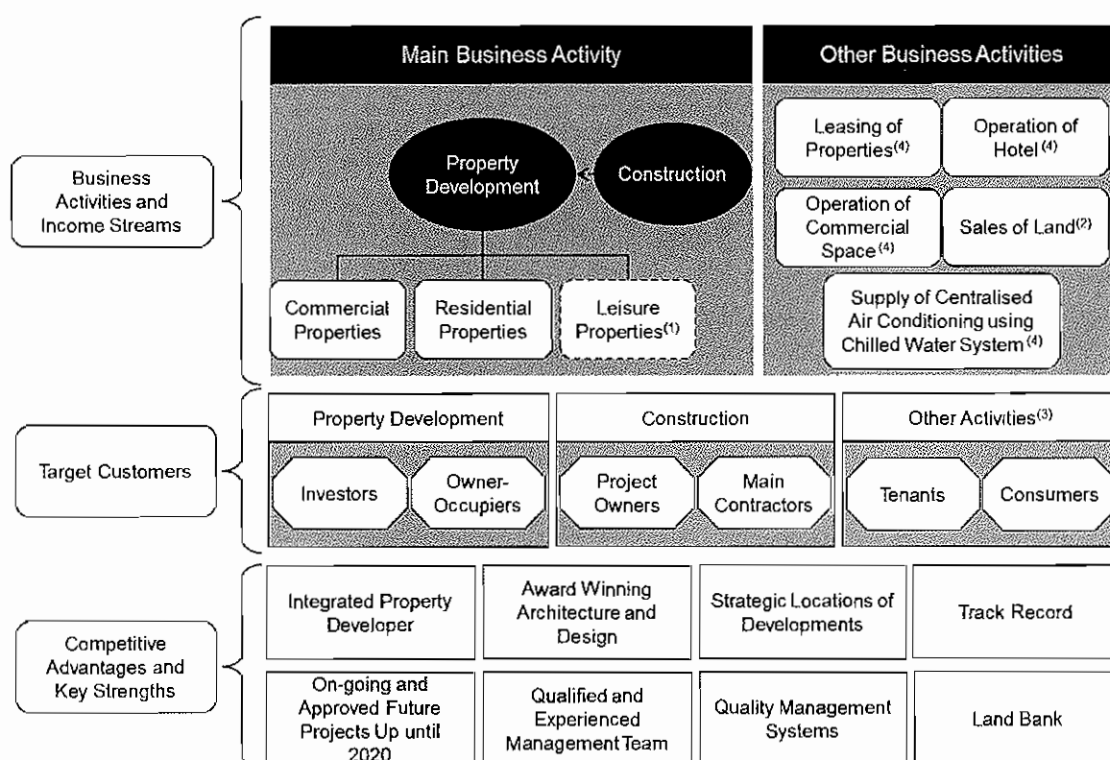 Main Business Activity
Other Business Activities
Business
Activities and
Income Streams
Property
Development
Construction
Commercial
Properties
Residential
Properties
Leisure
Properties(1)
Leasing of
Properties(4)
Operation of
Hotel(4)
Operation of
Commercial
Space(4)
Sales of Land(2)
Supply of Centralised
Air Conditioning using
Chilled Water System(4)
Target Customers
Property Development
Construction
Other Activities(3)
Investors
Owner-
Occupiers
Project
Owners
Main
Contractors
Tenants
Consumers
Competitive
Advantages and
Key Strengths
Integrated Property
Developer
Award Winning
Architecture and
Design
Strategic Locations of
Developments
Track Record
On-going and
Approved Future
Projects Up until
2020
Qualified and
Experienced
Management Team
Quality Management
Systems
Land Bank